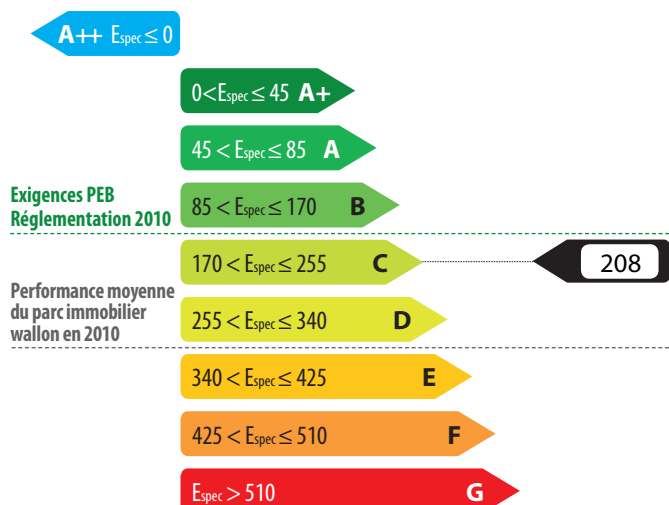 A++ Espec ≤ 0
0<Espec ≤ 45 A+
45 < Espec ≤ 85 A
Exigences PEB
Réglementation 2010
85 < Espec ≤ 170 B
170 < Espec ≤ 255 C
208
Performance moyenne
du parc immobilier
wallon en 2010
255 < Espec ≤ 340 D
340 < Espec ≤ 425 E
425 < Espec ≤ 510 F
Espec > 510 G